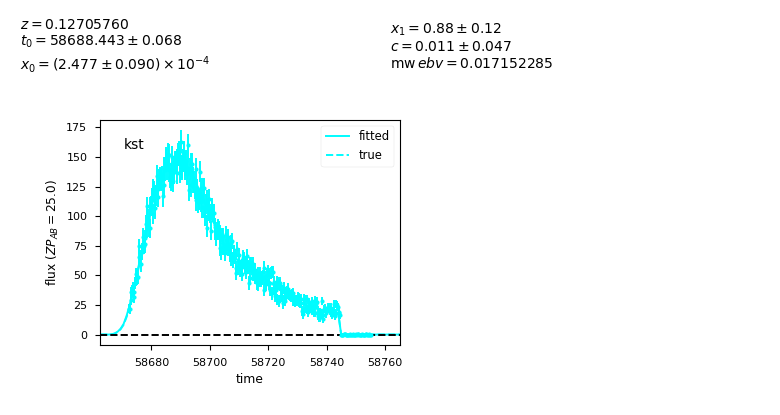 z = 0.12705760
t₀ = 58688.443 ± 0.068
x₀ = (2.477 ± 0.090) × 10⁻⁴
x₁ = 0.88 ± 0.12
c = 0.011 ± 0.047
mw ebv = 0.017152285
kst
fitted
true
175
150
125
100
75
50
25
0
flux (ZP_AB = 25.0)
58680 58700 58720 58740 58760
time